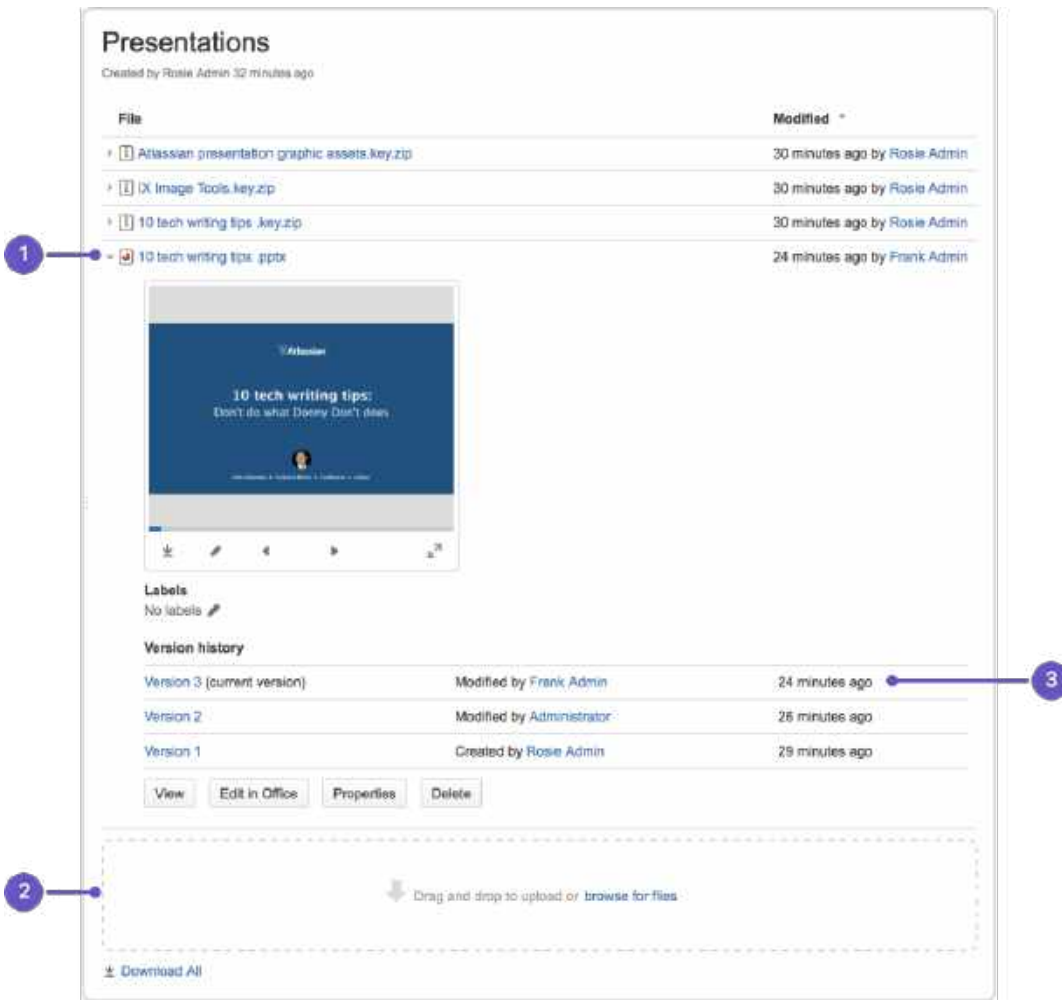 Presentations
Created by Rosie Admin 32 minutes ago
File Modified
Atlassian presentation graphic assets.key.zip 30 minutes ago by Rosie Admin
iX Image Tools.key.zip 30 minutes ago by Rosie Admin
10 tech writing tips .key.zip 30 minutes ago by Rosie Admin
1 10 tech writing tips .pptx 24 minutes ago by Frank Admin
Atlassian
10 tech writing tips:
Don't do what Donny Don't does
Labels
No labels
Version history
Version 3 (current version) Modified by Frank Admin 24 minutes ago 3
Version 2 Modified by Administrator 26 minutes ago
Version 1 Created by Rosie Admin 29 minutes ago
View Edit in Office Properties Delete
2 Drag and drop to upload or browse for files
Download All